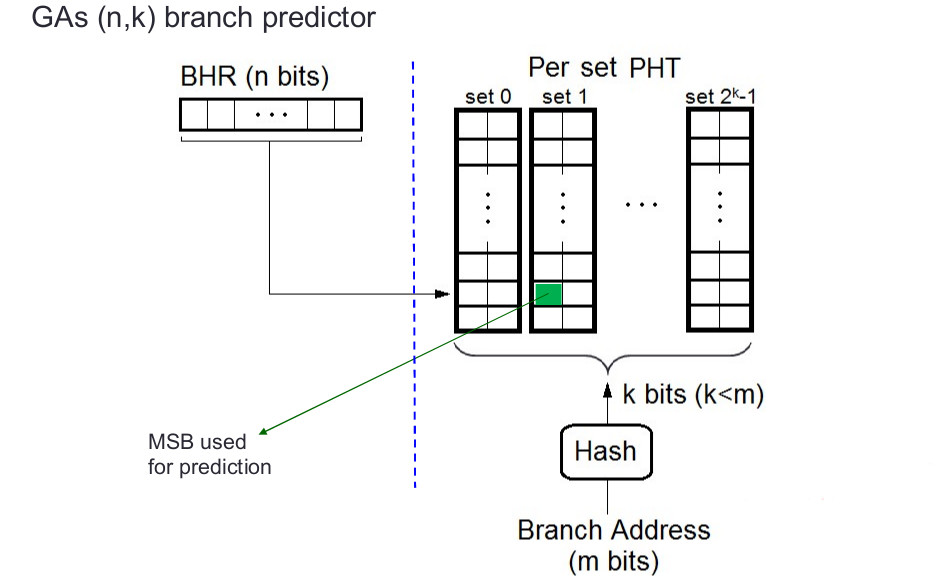 GAs (n,k) branch predictor
BHR (n bits)
Per set PHT
set 0
set 1
set 2ᵏ-1
k bits (k<m)
MSB used
for prediction
Hash
Branch Address
(m bits)